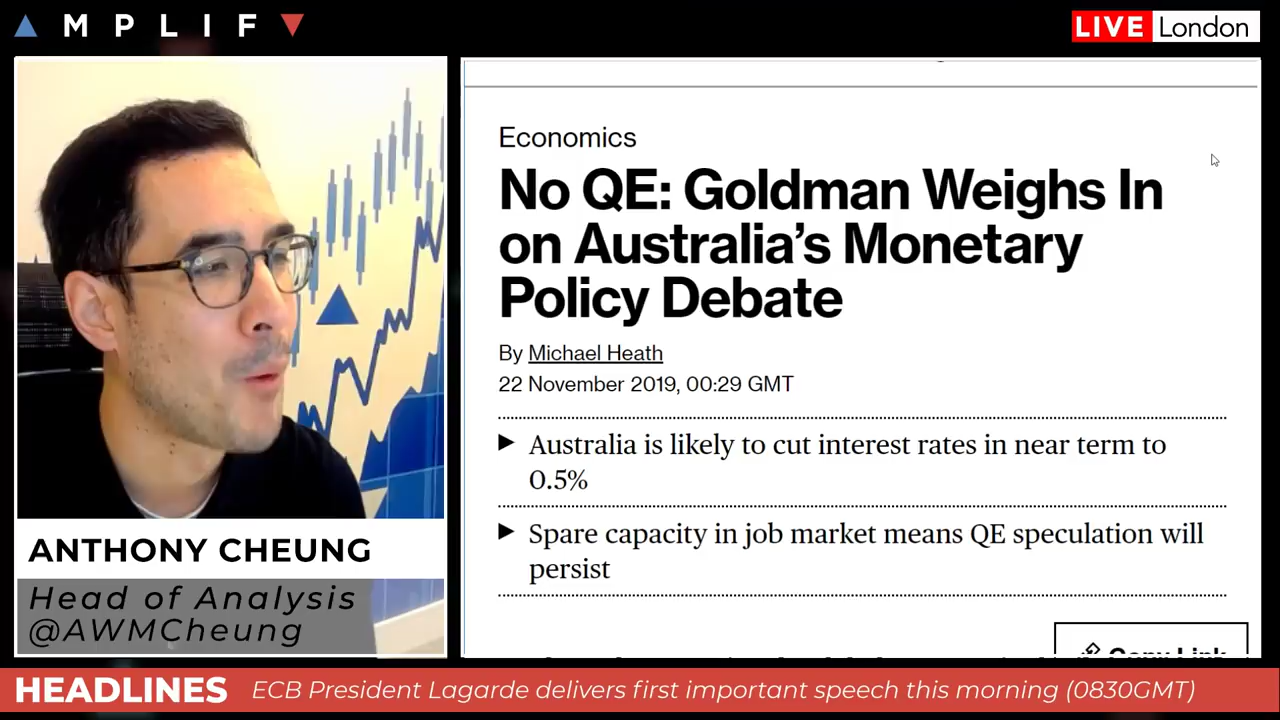 AMPLIFY
LIVE London
Economics
No QE: Goldman Weighs In
on Australia’s Monetary
Policy Debate
By Michael Heath
22 November 2019, 00:29 GMT
Australia is likely to cut interest rates in near term to
0.5%
Spare capacity in job market means QE speculation will
persist
Copy Link
ANTHONY CHEUNG
Head of Analysis
@AWMCheung
HEADLINES ECB President Lagarde delivers first important speech this morning (0830GMT)